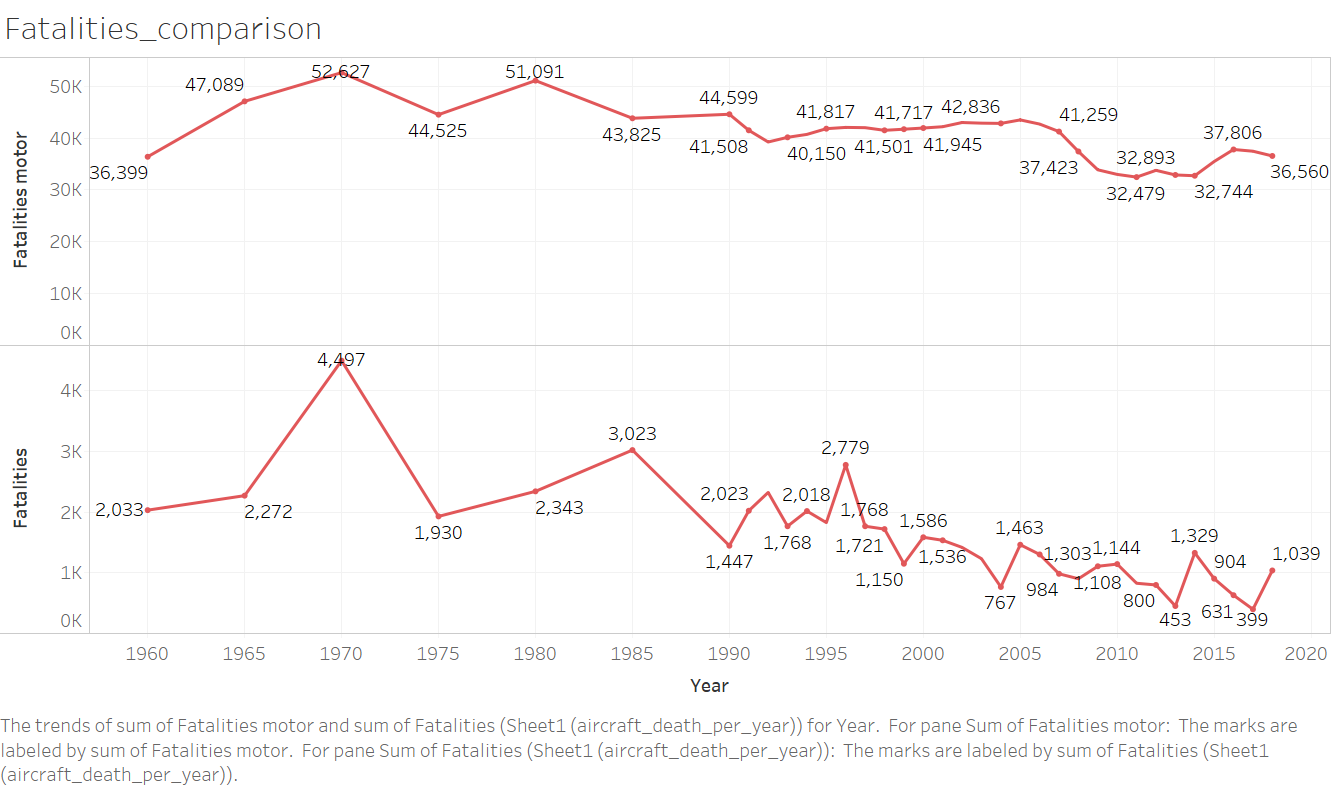 Fatalities_comparison
Fatalities motor
50K
40K
30K
20K
10K
0K
36,399
47,089
52,627
44,525
51,091
43,825
44,599
41,508
40,150
41,817
41,501
41,717
41,945
42,836
41,259
37,423
32,479
32,893
32,744
37,806
36,560
Fatalities
4K
3K
2K
1K
0K
2,033
2,272
4,497
1,930
2,343
3,023
1,447
2,023
1,768
2,018
2,779
1,768
1,721
1,150
1,586
1,536
767
1,463
1,303
984
1,108
1,144
800
453
1,329
904
631
399
1,039
1960 1965 1970 1975 1980 1985 1990 1995 2000 2005 2010 2015 2020
Year
The trends of sum of Fatalities motor and sum of Fatalities (Sheet1 (aircraft_death_per_year)) for Year.  For pane Sum of Fatalities motor:  The marks are
labeled by sum of Fatalities motor.  For pane Sum of Fatalities (Sheet1 (aircraft_death_per_year)):  The marks are labeled by sum of Fatalities (Sheet1
(aircraft_death_per_year)).